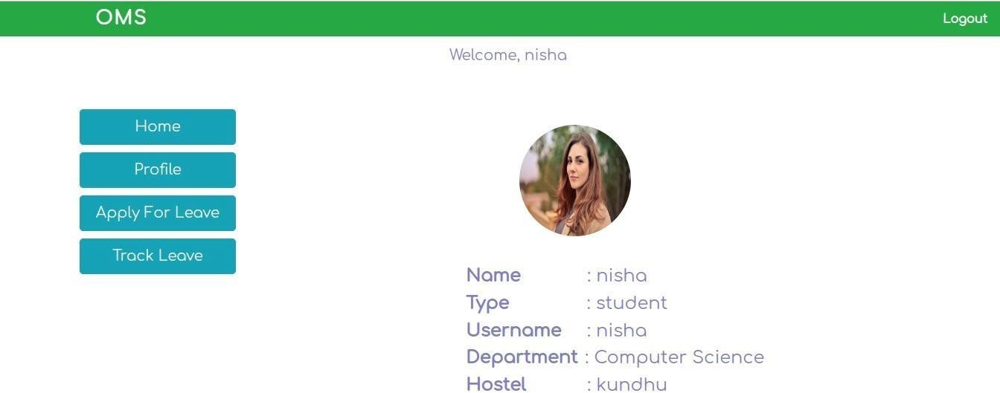 OMS
Logout
Welcome, nisha
Home
Profile
Apply For Leave
Track Leave
Name : nisha
Type : student
Username : nisha
Department : Computer Science
Hostel : kundhu